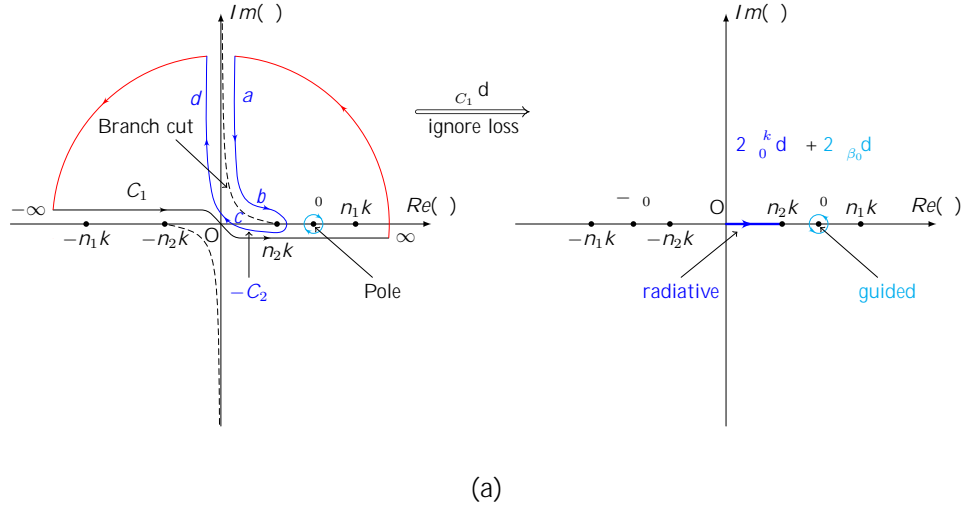 Im( )
d
a
Branch cut
b
c
C₁
−∞
−n₁k
−n₂k
O
n₂k
0
n₁k
Re( )
∞
−C₂
Pole
C₁ d
ignore loss
Im( )
2 ₀ᵏ d + 2 β₀ d
− 0
O
n₂k
0
n₁k
Re( )
−n₁k
−n₂k
radiative
guided
(a)